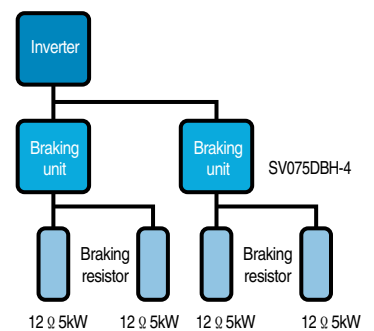 Inverter
Braking
unit
Braking
unit
SV075DBH-4
Braking
resistor
Braking
resistor
12 Ω 5kW
12 Ω 5kW
12 Ω 5kW
12 Ω 5kW